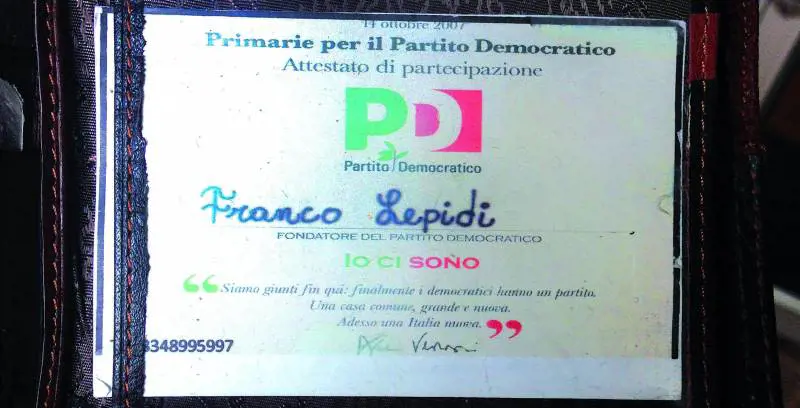 14 ottobre 2007
Primarie per il Partito Democratico
Attestato di partecipazione
PD
Partito Democratico
Franco Lepidi
FONDATORE DEL PARTITO DEMOCRATICO
IO CI SONO
“Siamo giunti fin qui: finalmente i democratici hanno un partito.
Una casa comune, grande e nuova.
Adesso una Italia nuova.”
3348995997